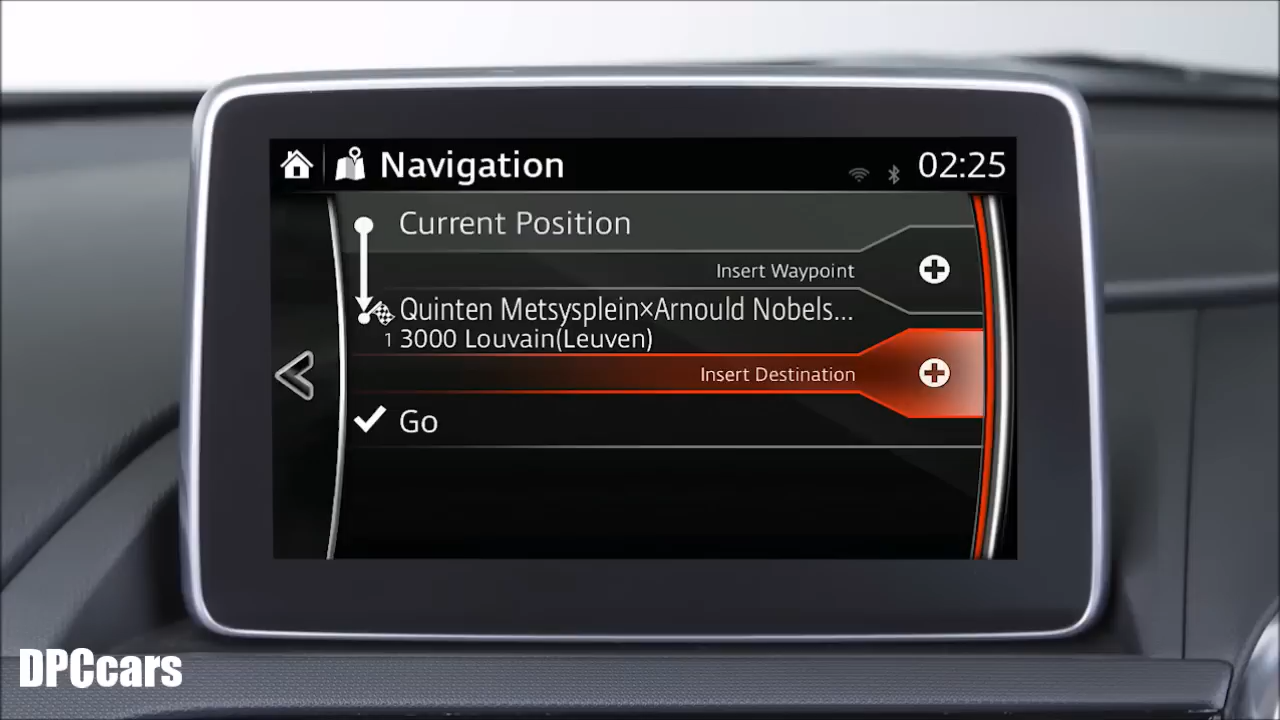 Navigation
02:25
Current Position
Insert Waypoint
Quinten Metsysplein×Arnould Nobels...
1 3000 Louvain(Leuven)
Insert Destination
Go
DPCcars